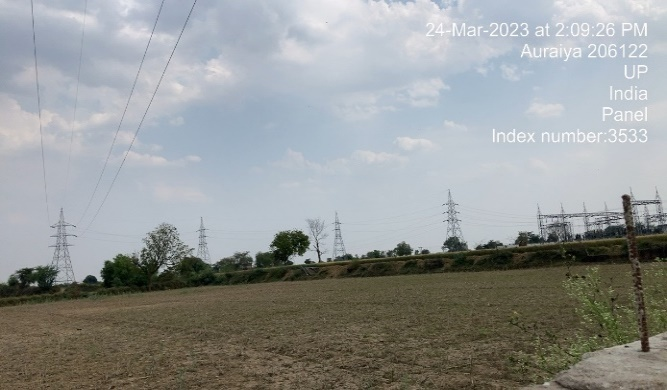 24-Mar-2023 at 2:09:26 PM
Auraiya 206122
UP
India
Panel
Index number:3533